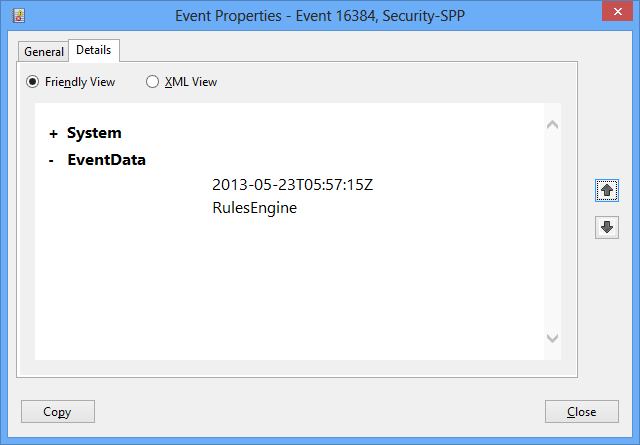 Event Properties - Event 16384, Security-SPP
General
Details
Friendly View
XML View
+ System
- EventData
2013-05-23T05:57:15Z
RulesEngine
Copy
Close